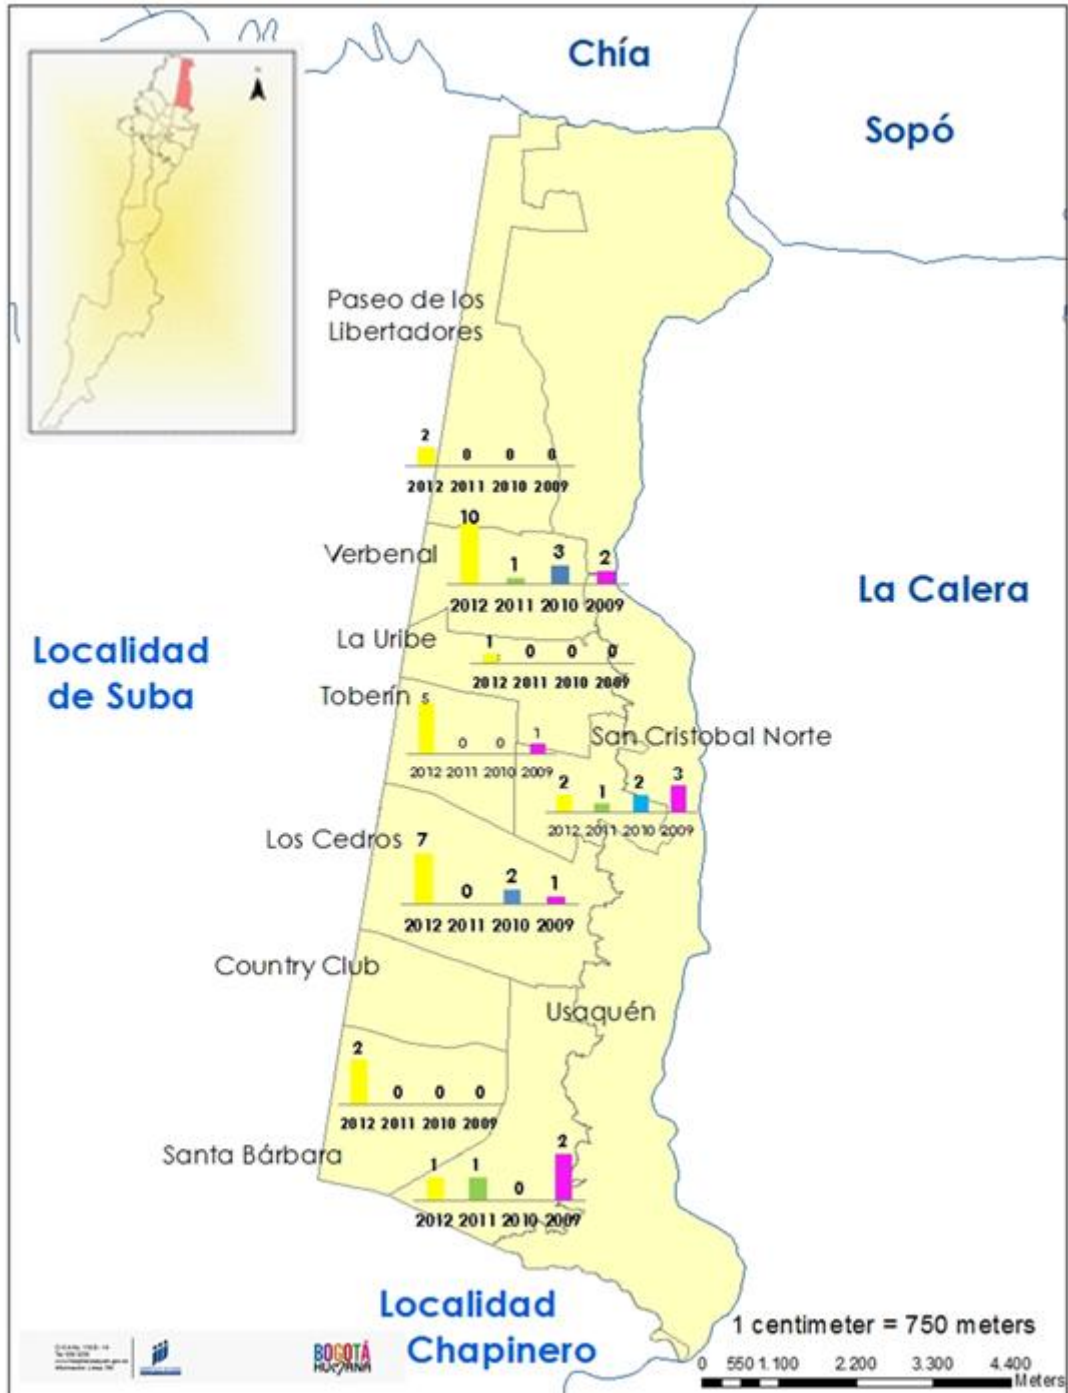 Chía
Sopó
Paseo de los
Libertadores
2 0 0 0
2012 2011 2010 2009
Verbenal
10 1 3 2
2012 2011 2010 2009
La Calera
La Uribe
1 0 0 0
2012 2011 2010 2009
Localidad
de Suba
Toberín
5 0 0 1
2012 2011 2010 2009
San Cristobal Norte
2 1 2 3
2012 2011 2010 2009
Los Cedros
7 0 2 1
2012 2011 2010 2009
Country Club
Usaquén
2 0 0 0
2012 2011 2010 2009
Santa Bárbara
1 1 0 2
2012 2011 2010 2009
Localidad
Chapinero
1 centimeter = 750 meters
0 550 1.100 2.200 3.300 4.400
Meters
BOGOTÁ
HUMANA